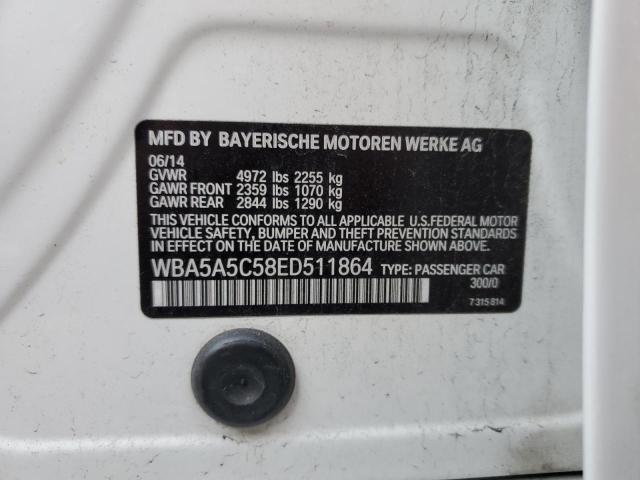 MFD BY BAYERISCHE MOTOREN WERKE AG
06/14
GVWR 4972 lbs 2255 kg
GAWR FRONT 2359 lbs 1070 kg
GAWR REAR 2844 lbs 1290 kg
THIS VEHICLE CONFORMS TO ALL APPLICABLE U.S.FEDERAL MOTOR
VEHICLE SAFETY, BUMPER, AND THEFT PREVENTION STANDARDS IN
EFFECT ON THE DATE OF MANUFACTURE SHOWN ABOVE.
WBA5A5C58ED511864 TYPE: PASSENGER CAR
300/0
7 315 814